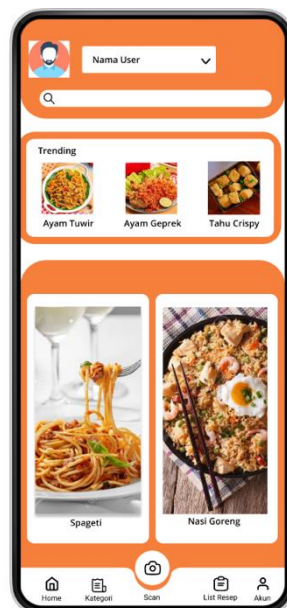 Nama User
Trending
Ayam Tuwir
Ayam Geprek
Tahu Crispy
Spageti
Nasi Goreng
Home
Kategori
Scan
List Resep
Akun